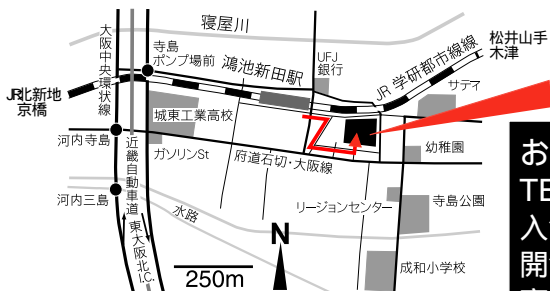 寝屋川
大阪中央環状線
寺島
ポンプ場前
鴻池新田駅
UFJ
銀行
JR 学研都市線線
松井山手
木津
JR北新地
京橋
サティ
城東工業高校
河内寺島
ガソリンSt
府道石切・大阪線
幼稚園
近畿自動車道
河内三島
水路
リージョンセンター
寺島公園
東大阪北I.C.
N
250m
成和小学校
お
TE
入
開